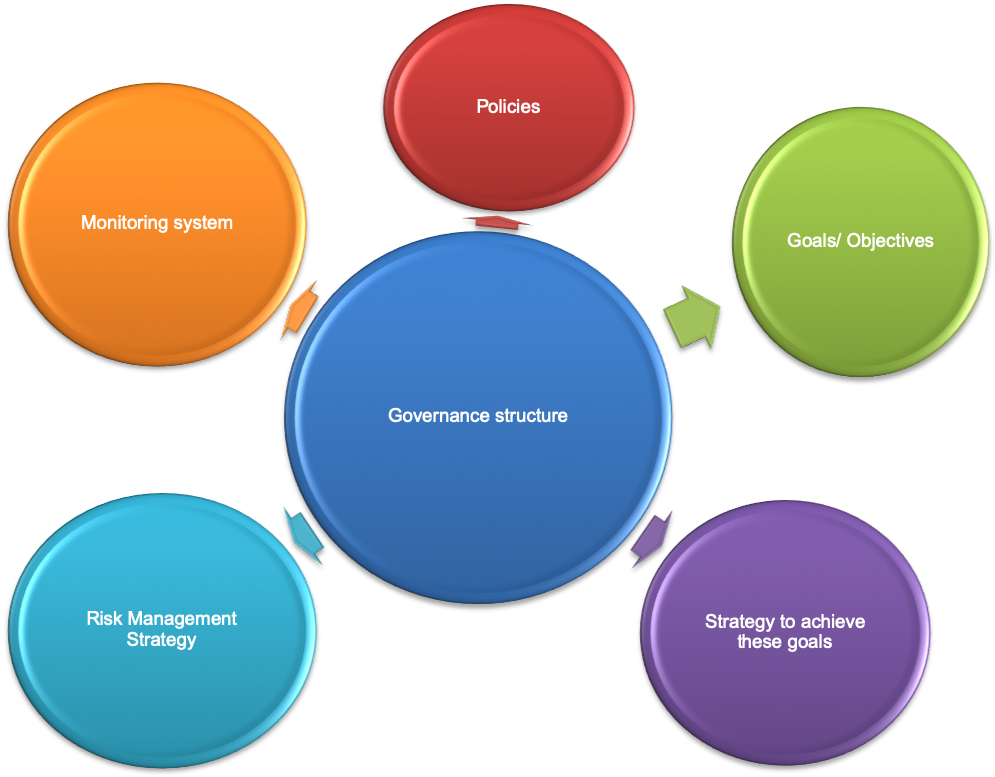 Policies
Monitoring system
Goals/ Objectives
Governance structure
Risk Management
Strategy
Strategy to achieve
these goals